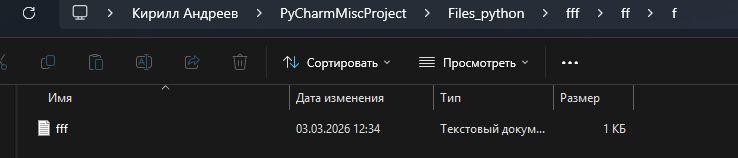 Кирилл Андреев > PyCharmMiscProject > Files_python > fff > ff > f
Сортировать Просмотреть ...
Имя Дата изменения Тип Размер
fff 03.03.2026 12:34 Текстовый докум... 1 КБ